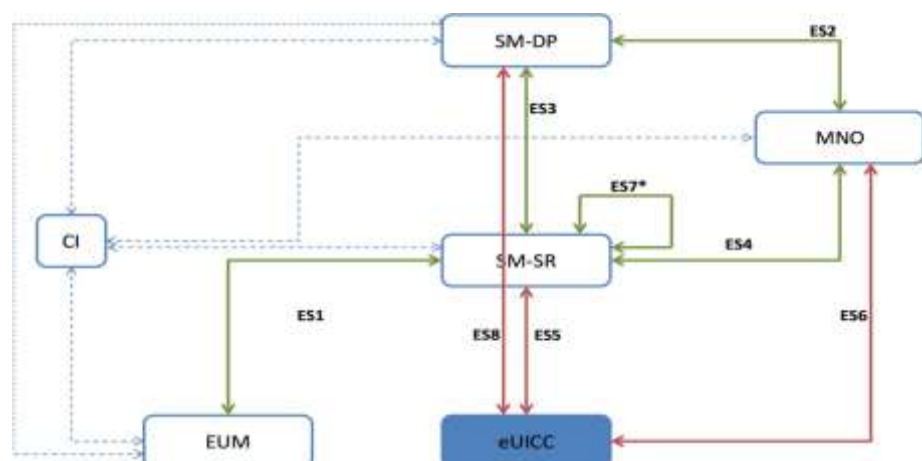 SM-DP
ES2
ES3
MNO
ES7*
CI
SM-SR
ES4
ES1
ES8
ES5
ES6
EUM
eUICC